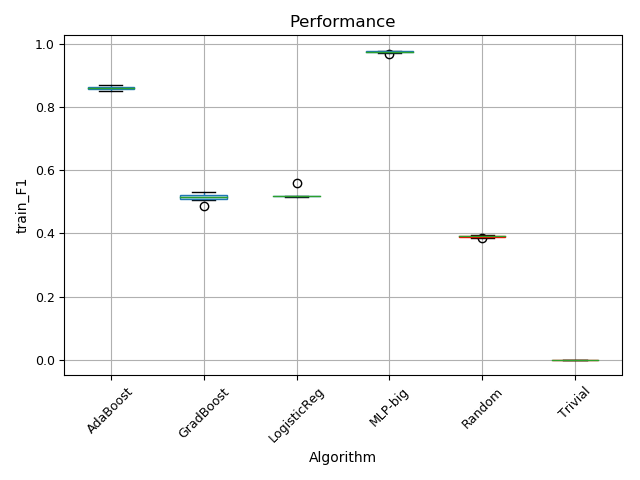 Performance
train_F1
1.0
0.8
0.6
0.4
0.2
0.0
AdaBoost
GradBoost
LogisticReg
MLP-big
Random
Trivial
Algorithm